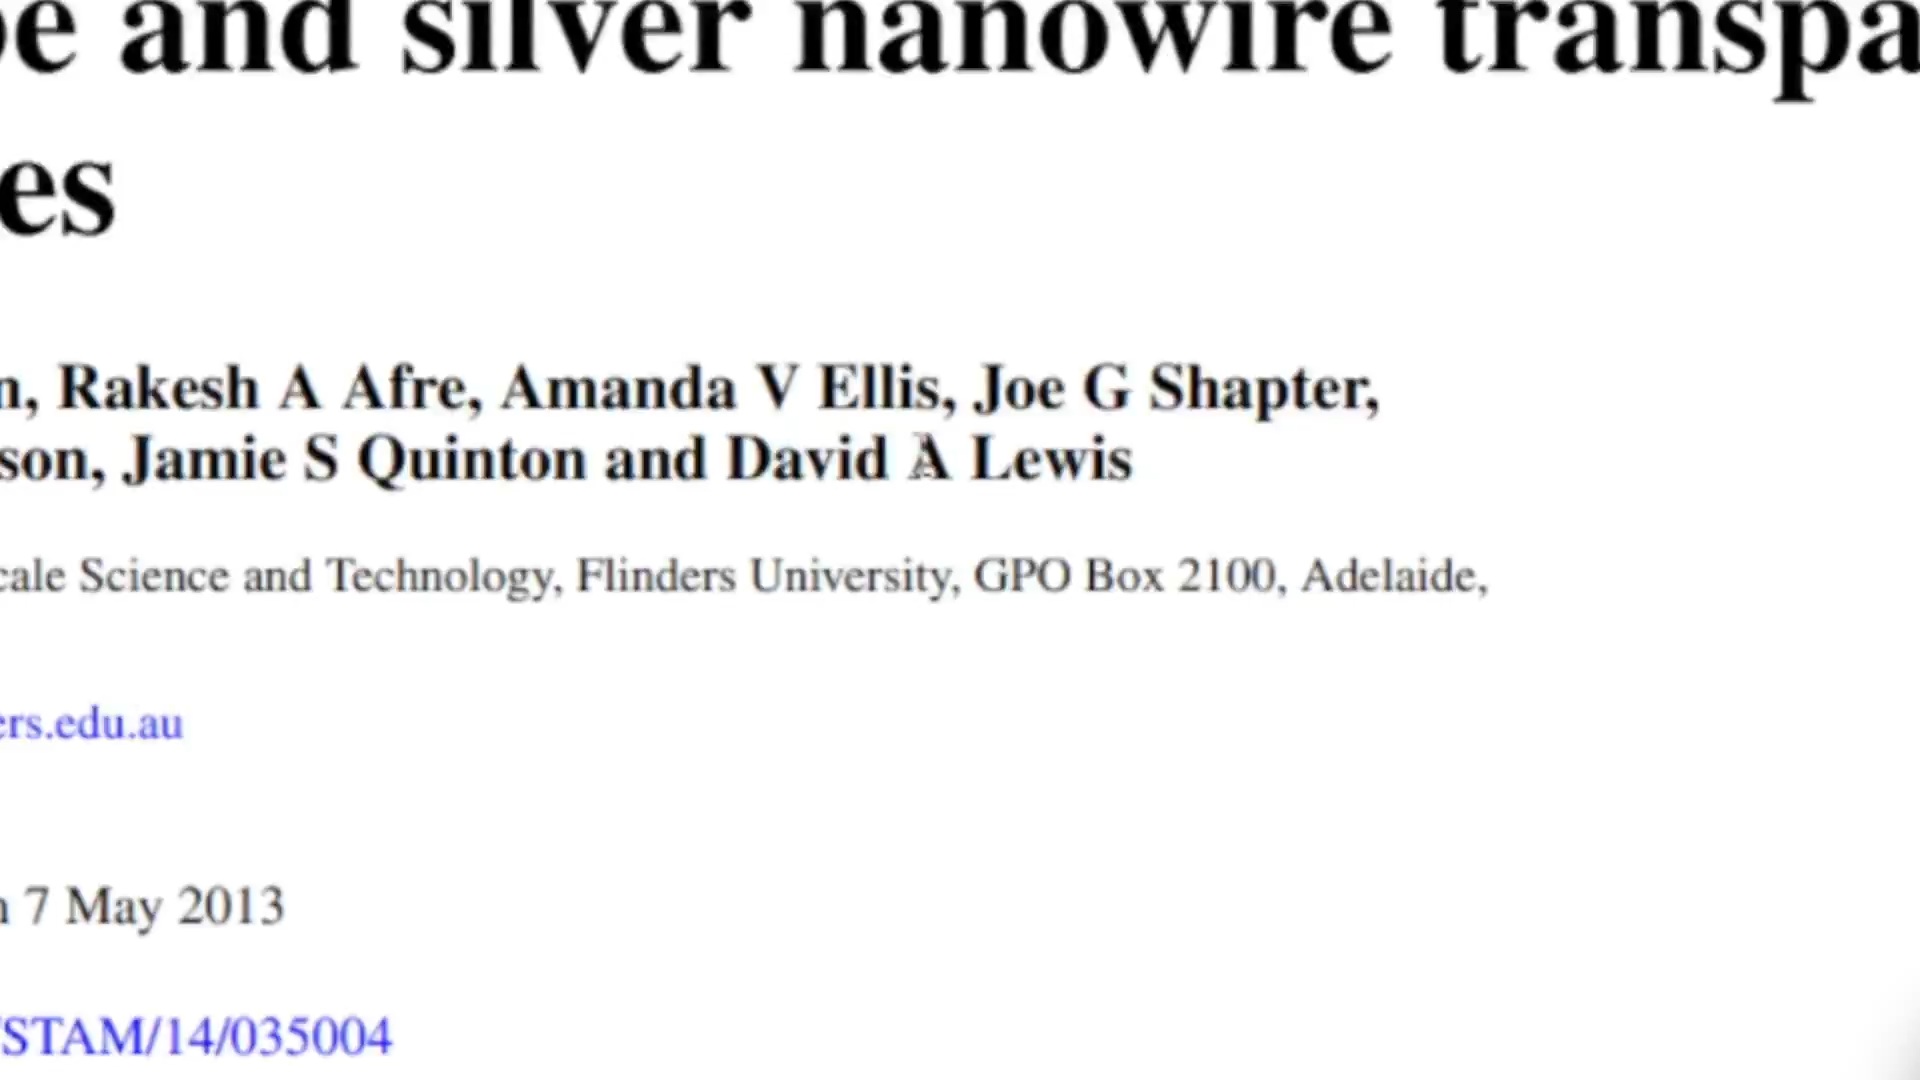 e and silver nanowire transpa
es
n, Rakesh A Afre, Amanda V Ellis, Joe G Shapter,
son, Jamie S Quinton and David A Lewis
cale Science and Technology, Flinders University, GPO Box 2100, Adelaide,
ers.edu.au
n 7 May 2013
/STAM/14/035004